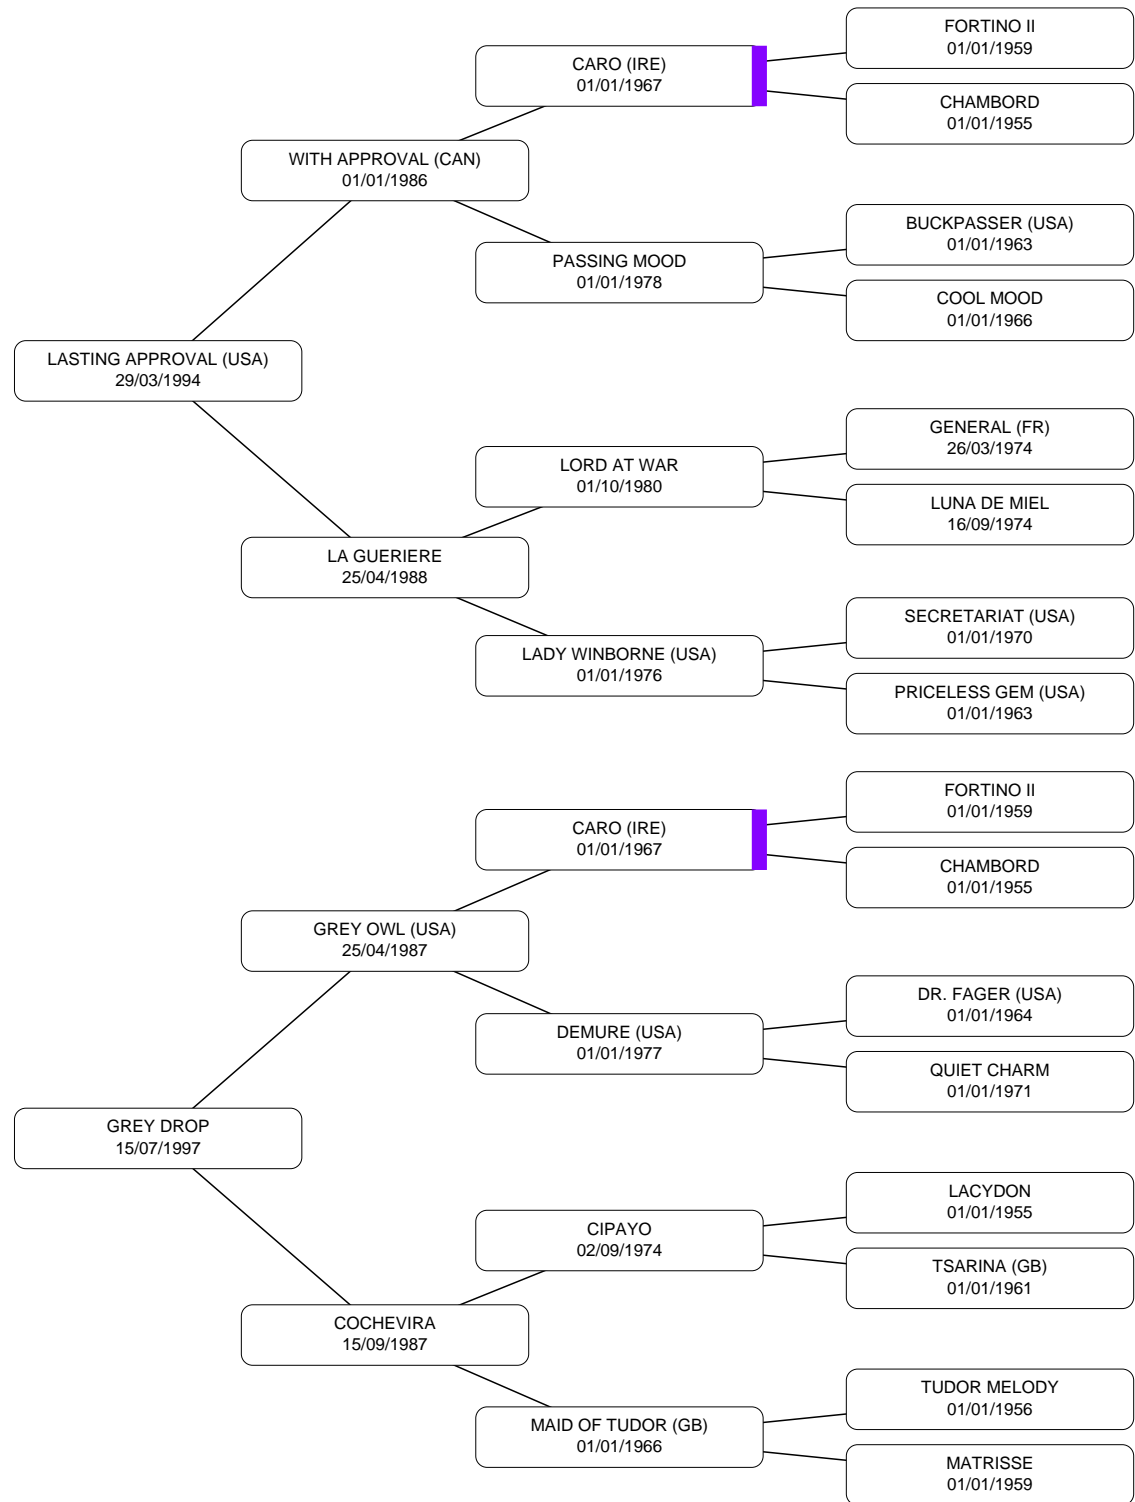 FORTINO II
01/01/1959
CARO (IRE)
01/01/1967
CHAMBORD
01/01/1955
WITH APPROVAL (CAN)
01/01/1986
BUCKPASSER (USA)
01/01/1963
PASSING MOOD
01/01/1978
COOL MOOD
01/01/1966
LASTING APPROVAL (USA)
29/03/1994
GENERAL (FR)
26/03/1974
LORD AT WAR
01/10/1980
LUNA DE MIEL
16/09/1974
LA GUERIERE
25/04/1988
SECRETARIAT (USA)
01/01/1970
LADY WINBORNE (USA)
01/01/1976
PRICELESS GEM (USA)
01/01/1963
FORTINO II
01/01/1959
CARO (IRE)
01/01/1967
CHAMBORD
01/01/1955
GREY OWL (USA)
25/04/1987
DR. FAGER (USA)
01/01/1964
DEMURE (USA)
01/01/1977
QUIET CHARM
01/01/1971
GREY DROP
15/07/1997
LACYDON
01/01/1955
CIPAYO
02/09/1974
TSARINA (GB)
01/01/1961
COCHEVIRA
15/09/1987
TUDOR MELODY
01/01/1956
MAID OF TUDOR (GB)
01/01/1966
MATRISSE
01/01/1959